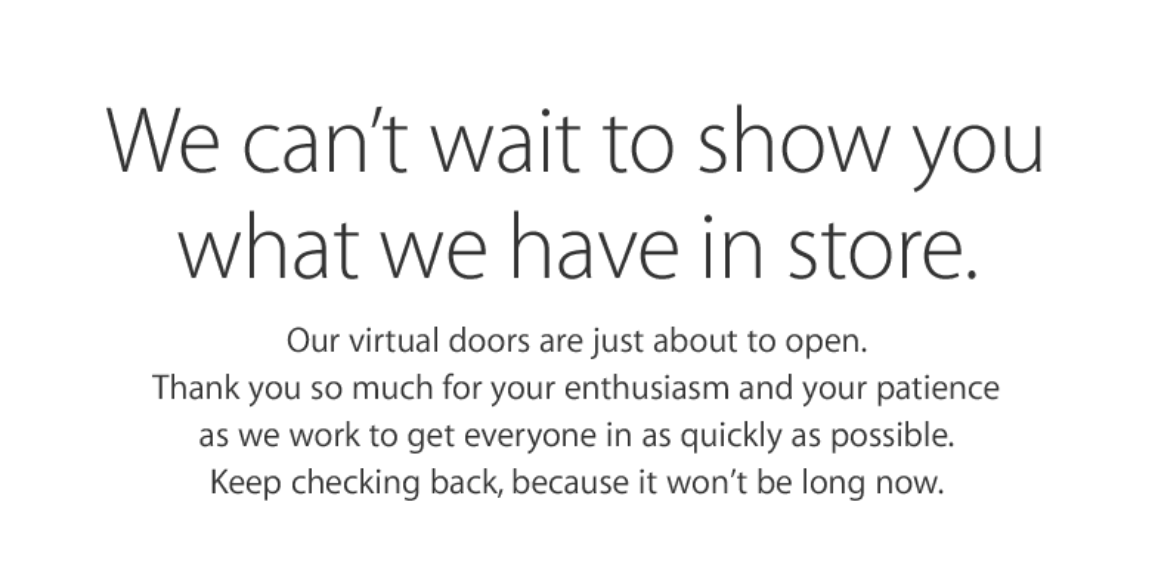 We can’t wait to show you
what we have in store.
Our virtual doors are just about to open.
Thank you so much for your enthusiasm and your patience
as we work to get everyone in as quickly as possible.
Keep checking back, because it won’t be long now.